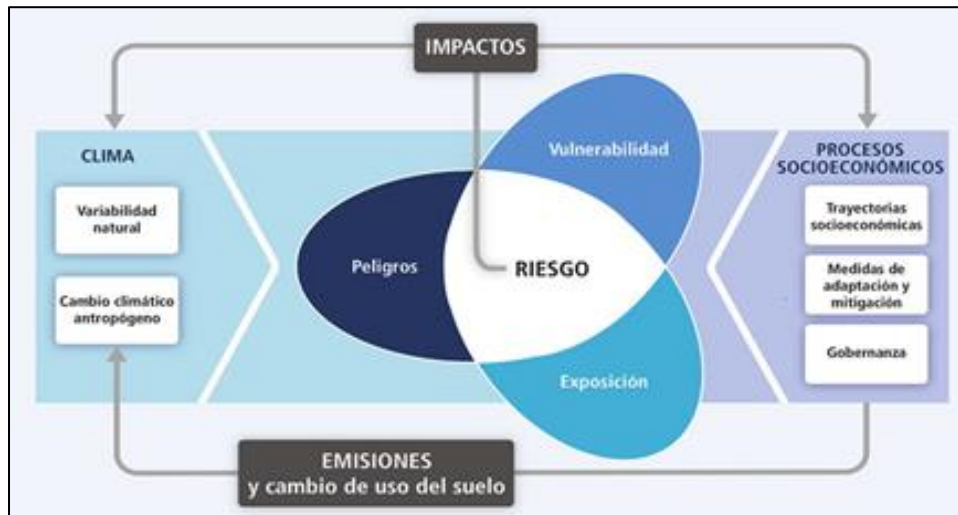 IMPACTOS
CLIMA
Variabilidad
natural
Cambio climático
antropógeno
Vulnerabilidad
Peligros
RIESGO
Exposición
PROCESOS
SOCIOECONÓMICOS
Trayectorias
socioeconómicas
Medidas de
adaptación y
mitigación
Gobernanza
EMISIONES
y cambio de uso del suelo